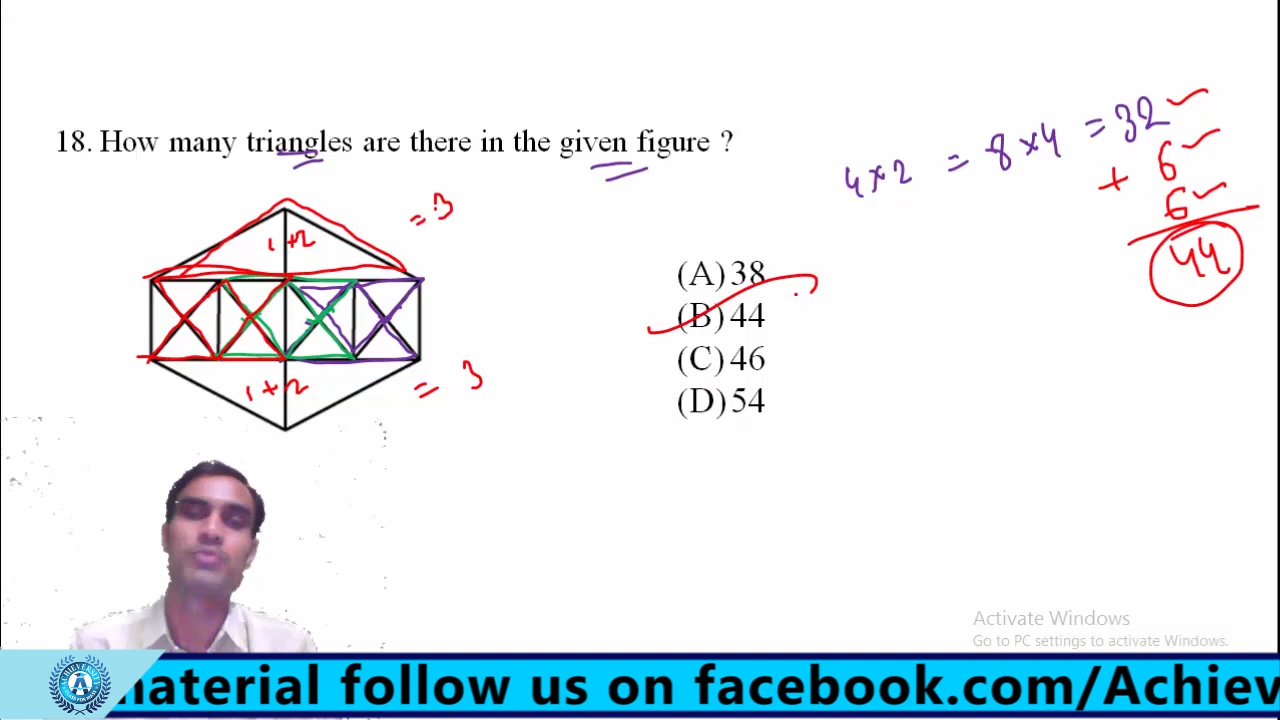 18. How many triangles are there in the given figure ?
4 x 2 = 8 x 4 = 32
+ 6
6
44
= 3
1 + 2
(A) 38
(B) 44
(C) 46
(D) 54
1 + 2
= 3
Activate Windows
Go to PC settings to activate Windows.
material follow us on facebook.com/Achiev